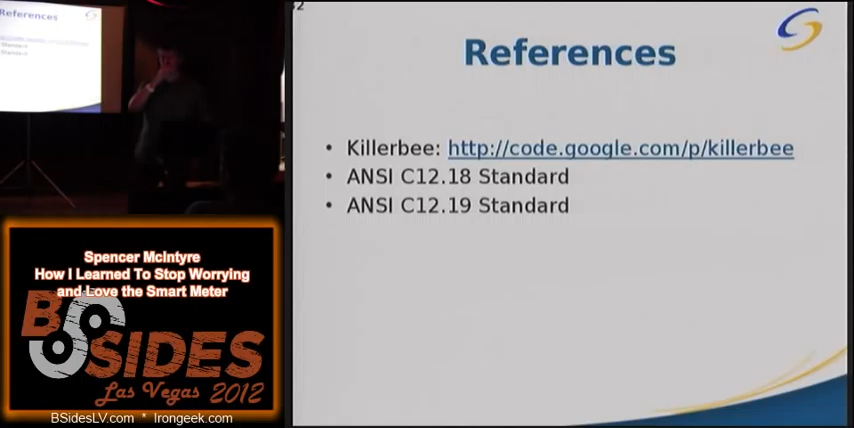 References
32
References
• Killerbee: http://code.google.com/p/killerbee
• ANSI C12.18 Standard
• ANSI C12.19 Standard
Spencer McIntyre
How I Learned To Stop Worrying
and Love the Smart Meter
BSIDES
Las Vegas 2012
BSidesLV.com * Irongeek.com